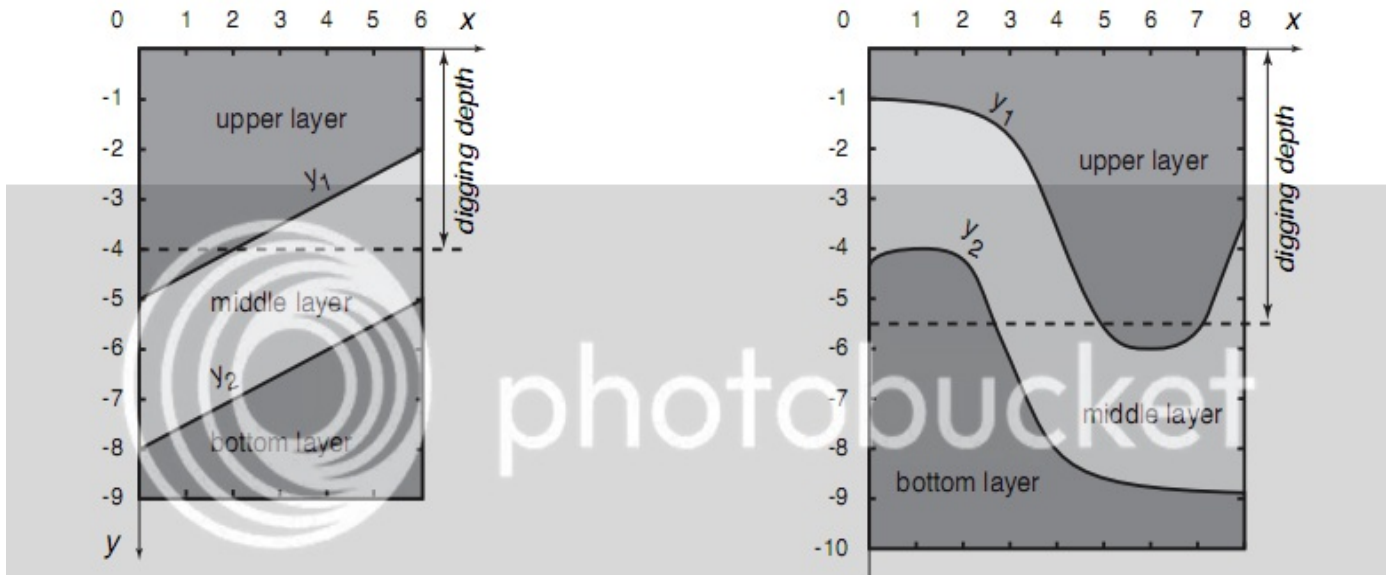 0 1 2 3 4 5 6 x
-1
-2
-3
-4
-5
-6
-7
-8
-9
y
upper layer
y1
middle layer
y2
bottom layer
digging depth
0 1 2 3 4 5 6 7 8 x
-1
-2
-3
-4
-5
-6
-7
-8
-9
-10
y1
upper layer
y2
middle layer
bottom layer
digging depth
photobucket